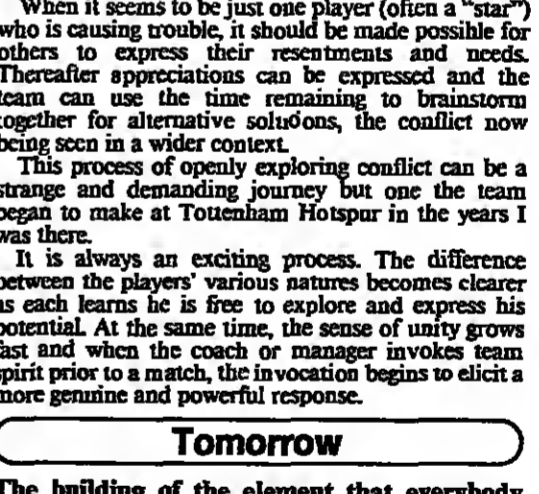 When it seems to be just one player (often a "star")
who is causing trouble, it should be made possible for
others to express their resentments and needs.
Thereafter appreciations can be expressed and the
team can use the time remaining to brainstorm
together for alternative solutions, the conflict now
being seen in a wider context.
This process of openly exploring conflict can be a
strange and demanding journey but one the team
began to make at Tottenham Hotspur in the years I
was there.
It is always an exciting process. The difference
between the players' various natures becomes clearer
as each learns he is free to explore and express his
potential. At the same time, the sense of unity grows
fast and when the coach or manager invokes team
spirit prior to a match, the invocation begins to elicit a
more genuine and powerful response.
Tomorrow
The building of the element that everybody